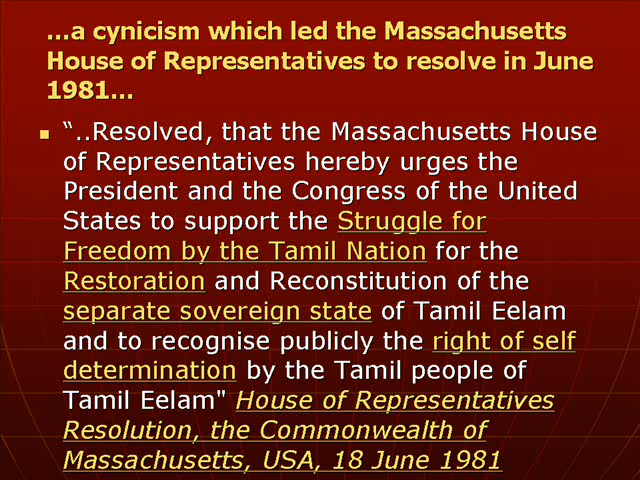 ...a cynicism which led the Massachusetts
House of Representatives to resolve in June
1981...
“..Resolved, that the Massachusetts House
of Representatives hereby urges the
President and the Congress of the United
States to support the Struggle for
Freedom by the Tamil Nation for the
Restoration and Reconstitution of the
separate sovereign state of Tamil Eelam
and to recognise publicly the right of self
determination by the Tamil people of
Tamil Eelam" House of Representatives
Resolution, the Commonwealth of
Massachusetts, USA, 18 June 1981